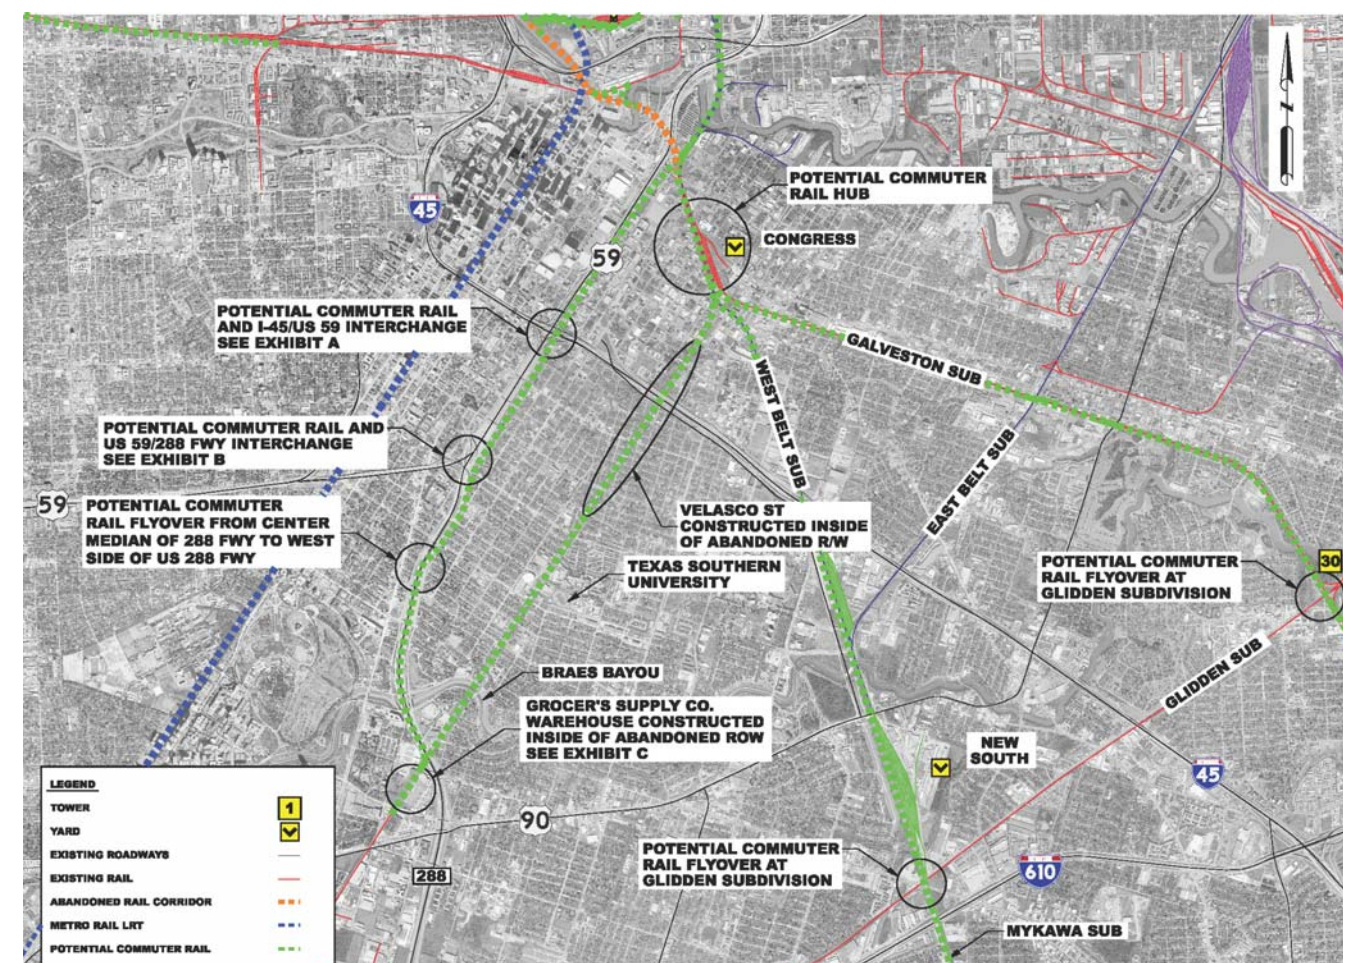 POTENTIAL COMMUTER
RAIL HUB
45
CONGRESS
59
POTENTIAL COMMUTER RAIL
AND I-45/US 59 INTERCHANGE
SEE EXHIBIT A
GALVESTON SUB
WEST BELT SUB
POTENTIAL COMMUTER RAIL AND
US 59/288 FWY INTERCHANGE
SEE EXHIBIT B
EAST BELT SUB
59
POTENTIAL COMMUTER
RAIL FLYOVER FROM CENTER
MEDIAN OF 288 FWY TO WEST
SIDE OF US 288 FWY
VELASCO ST
CONSTRUCTED INSIDE
OF ABANDONED R/W
TEXAS SOUTHERN
UNIVERSITY
POTENTIAL COMMUTER
RAIL FLYOVER AT
GLIDDEN SUBDIVISION
30
GLIDDEN SUB
BRAES BAYOU
GROCER'S SUPPLY CO.
WAREHOUSE CONSTRUCTED
INSIDE OF ABANDONED ROW
SEE EXHIBIT C
NEW
SOUTH
45
90
POTENTIAL COMMUTER
RAIL FLYOVER AT
GLIDDEN SUBDIVISION
610
288
MYKAWA SUB
LEGEND
TOWER
1
YARD
EXISTING ROADWAYS
EXISTING RAIL
ABANDONED RAIL CORRIDOR
METRO RAIL LRT
POTENTIAL COMMUTER RAIL
N